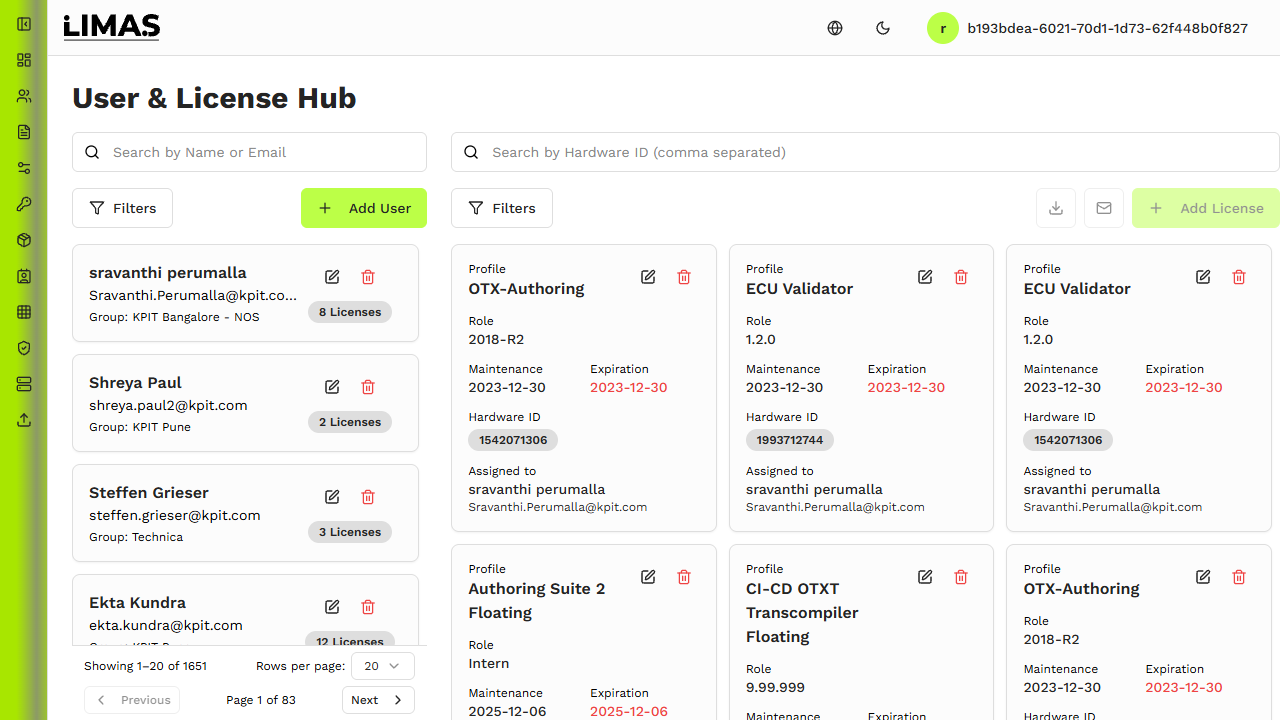 LIMAS
r
b193bdea-6021-70d1-1d73-62f448b0f827
User & License Hub
Search by Name or Email
Filters
Add User
sravanthi perumalla
Sravanthi.Perumalla@kpit.co...
Group: KPIT Bangalore - NOS
8 Licenses
Shreya Paul
shreya.paul2@kpit.com
Group: KPIT Pune
2 Licenses
Steffen Grieser
steffen.grieser@kpit.com
Group: Technica
3 Licenses
Ekta Kundra
ekta.kundra@kpit.com
12 Licenses
Showing 1–20 of 1651
Rows per page:
20
Previous
Page 1 of 83
Next
Search by Hardware ID (comma separated)
Filters
Add License
Profile
OTX-Authoring
Role
2018-R2
Maintenance
Expiration
2023-12-30
2023-12-30
Hardware ID
1542071306
Assigned to
sravanthi perumalla
Sravanthi.Perumalla@kpit.com
Profile
ECU Validator
Role
1.2.0
Maintenance
Expiration
2023-12-30
2023-12-30
Hardware ID
1993712744
Assigned to
sravanthi perumalla
Sravanthi.Perumalla@kpit.com
Profile
ECU Validator
Role
1.2.0
Maintenance
Expiration
2023-12-30
2023-12-30
Hardware ID
1542071306
Assigned to
sravanthi perumalla
Sravanthi.Perumalla@kpit.com
Profile
Authoring Suite 2
Floating
Role
Intern
Maintenance
Expiration
2025-12-06
2025-12-06
Profile
CI-CD OTXT
Transcompiler
Floating
Role
9.99.999
Maintenance
Expiration
Profile
OTX-Authoring
Role
2018-R2
Maintenance
Expiration
2023-12-30
2023-12-30
Hardware ID